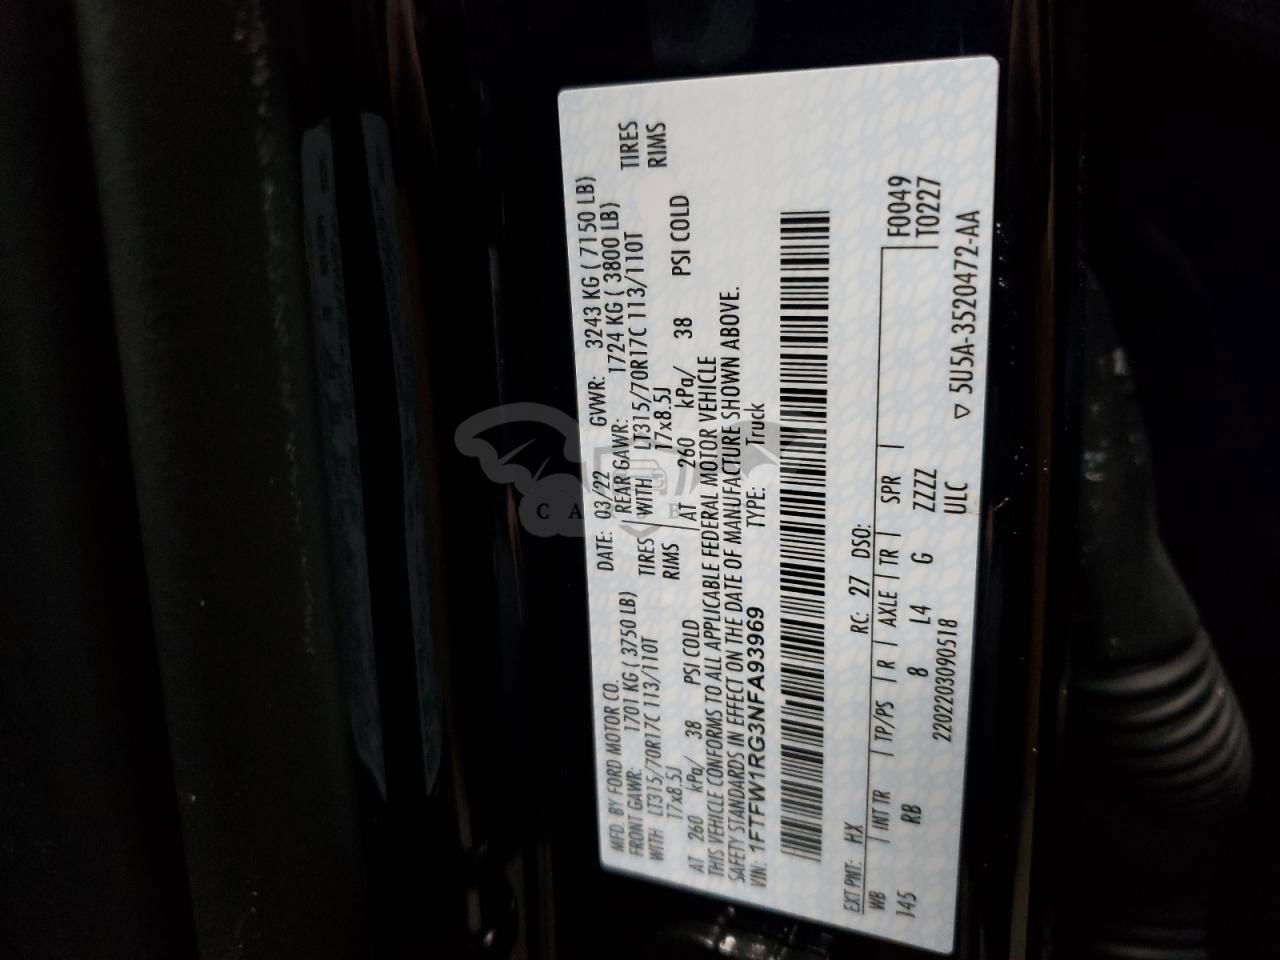 MFD. BY FORD MOTOR CO.
DATE: 03/22 GVWR: 3243 KG ( 7150 LB)
FRONT GAWR: 1701 KG ( 3750 LB)
REAR GAWR: 1724 KG ( 3800 LB)
WITH LT315/70R17C 113/110T TIRES
WITH LT315/70R17C 113/110T TIRES
17x8.5J RIMS
17x8.5J RIMS
AT 260 kPa/ 38 PSI COLD
AT 260 kPa/ 38 PSI COLD
THIS VEHICLE CONFORMS TO ALL APPLICABLE FEDERAL MOTOR VEHICLE
SAFETY STANDARDS IN EFFECT ON THE DATE OF MANUFACTURE SHOWN ABOVE.
VIN: 1FTFW1RG3NFA93969 TYPE: Truck
EXT PNT: HX RC: 27 DSO: F0049
WB INT TR TP/PS R AXLE TR SPR T0227
145 RB 8 L4 G ZZZZ
2202203090518 ULC ▽ 5U5A-3520472-AA